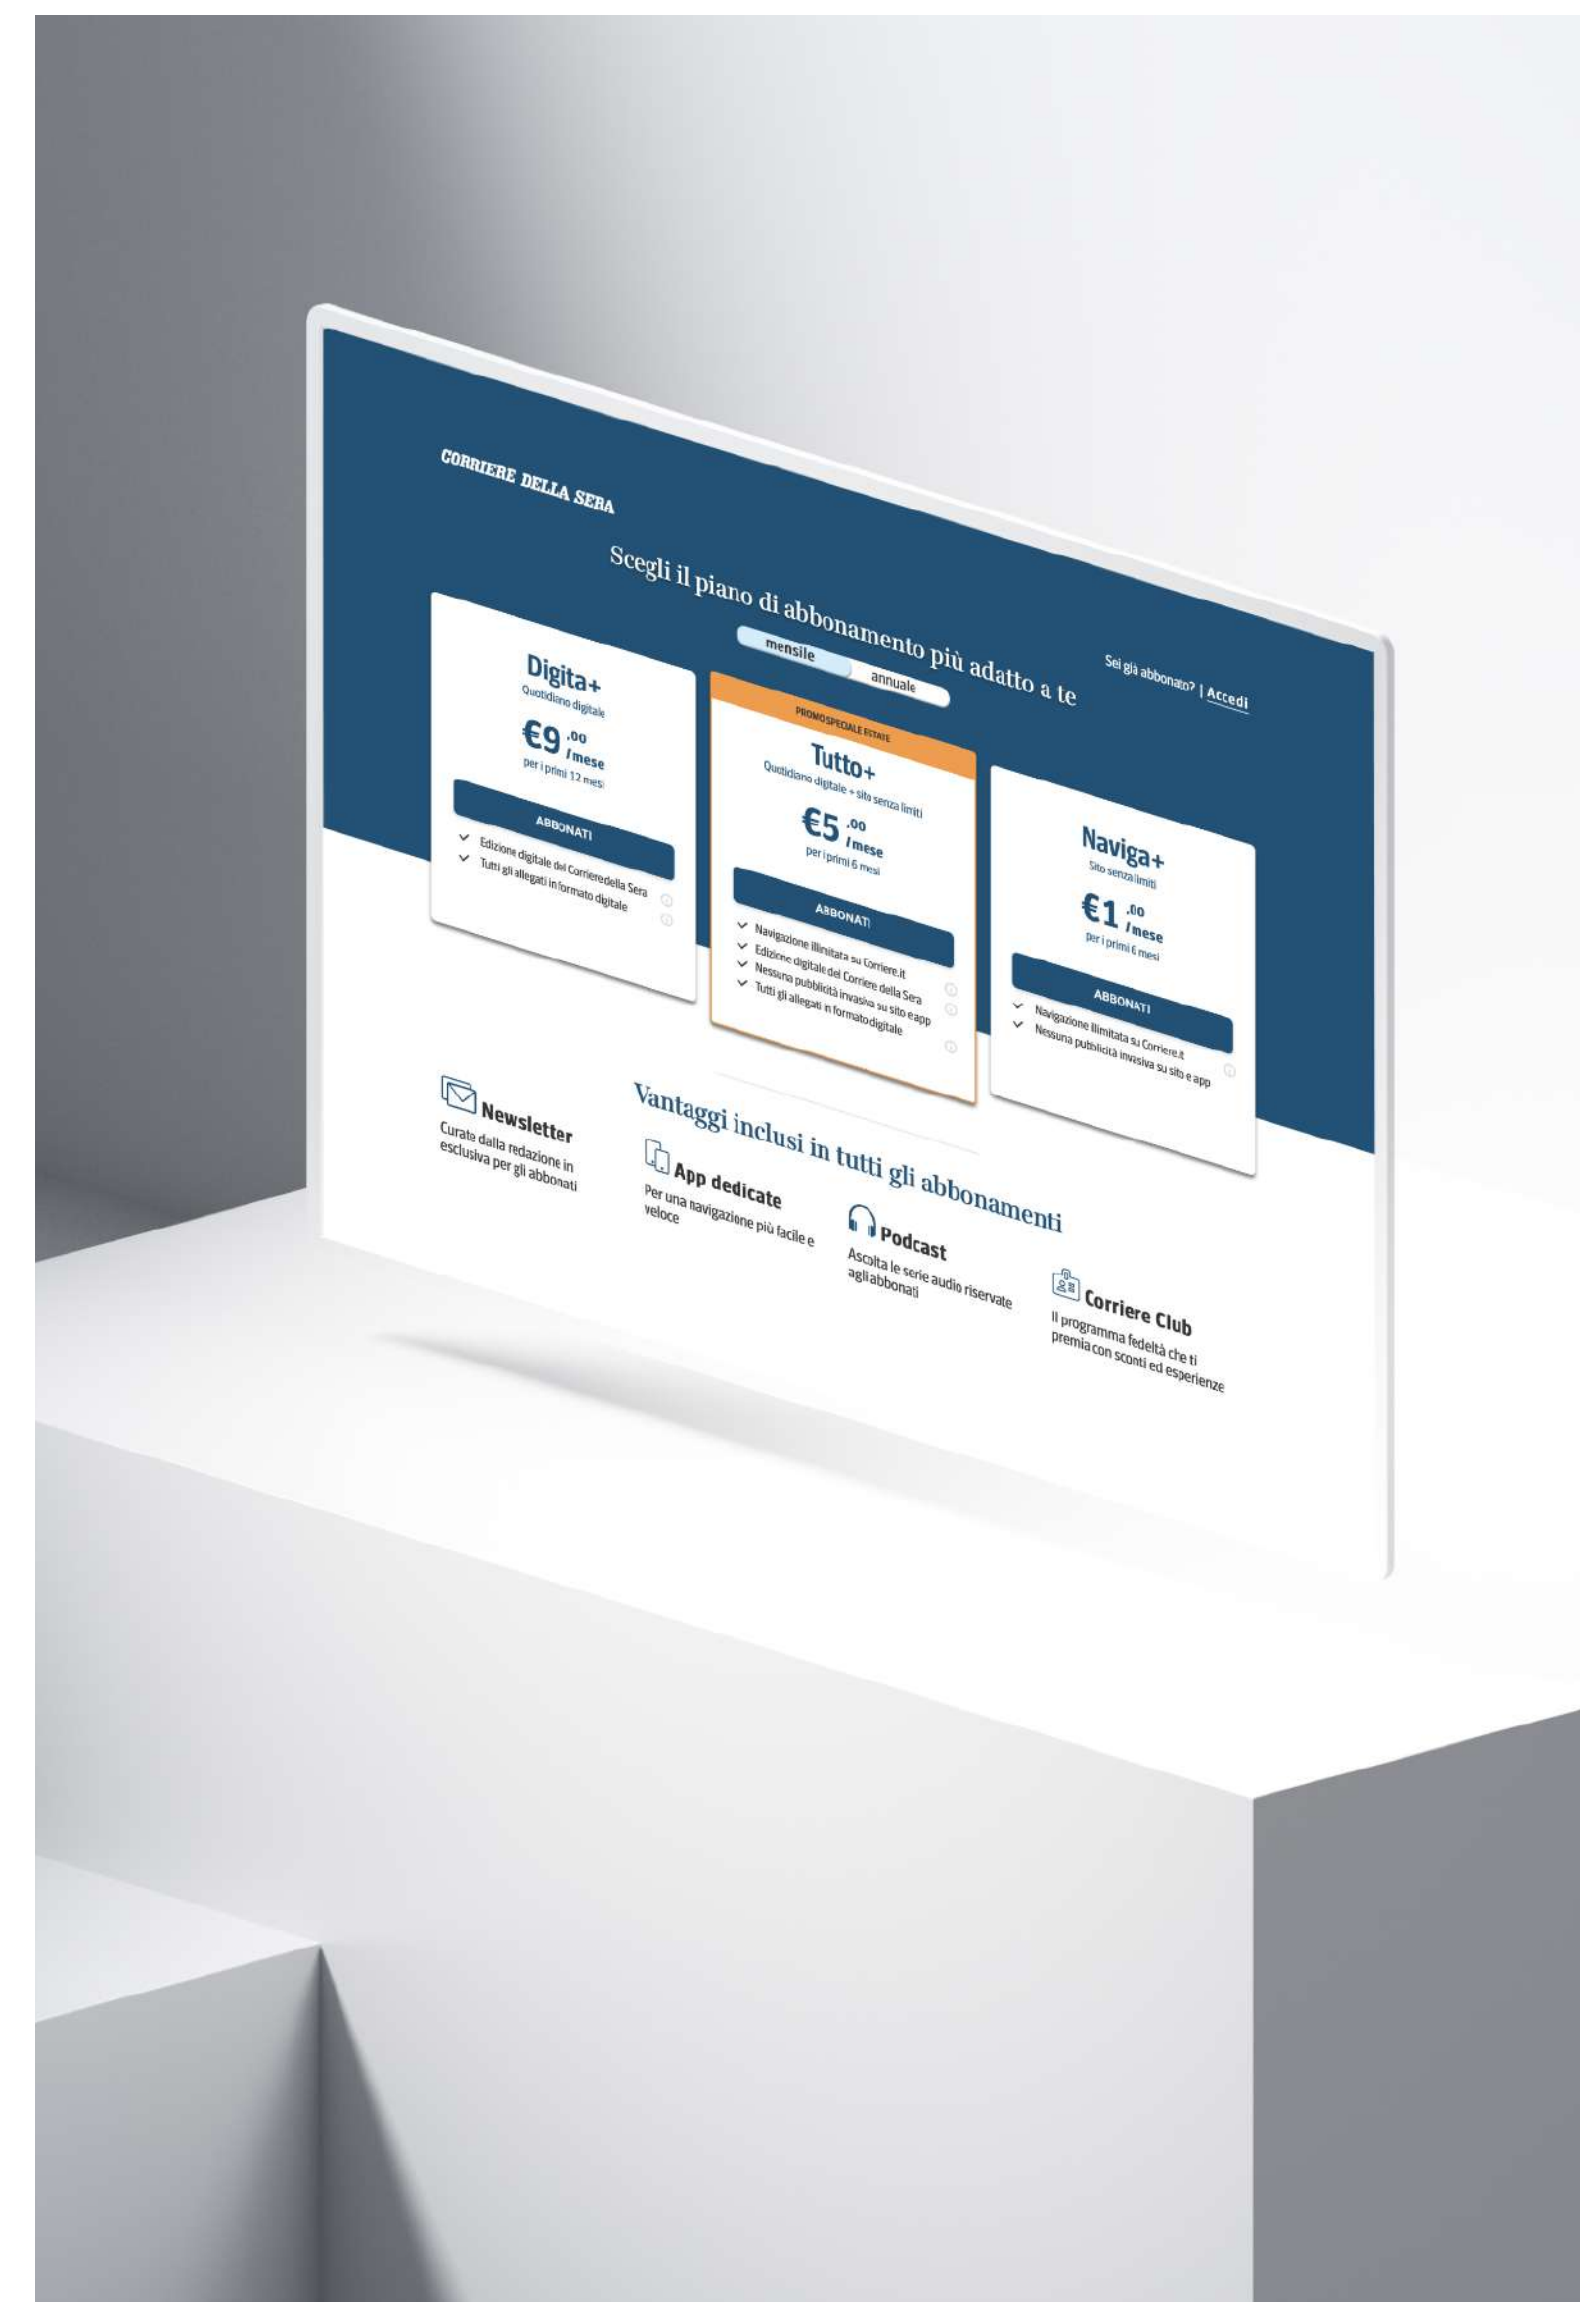 CORRIERE DELLA SERA
Scegli il piano di abbonamento più adatto a te
Sei già abbonato? | Accedi
mensile
annuale
Digita+
Quotidiano digitale
€9 .00
/mese
per i primi 12 mesi
ABBONATI
Edizione digitale del Corriere della Sera
Tutti gli allegati in formato digitale
PROMO SPECIALE ESTATE
Tutto+
Quotidiano digitale + sito senza limiti
€5 .00
/mese
per i primi 6 mesi
ABBONATI
Navigazione illimitata su Corriere.it
Edizione digitale del Corriere della Sera
Nessuna pubblicità invasiva su sito e app
Tutti gli allegati in formato digitale
Naviga+
Sito senza limiti
€1 .00
/mese
per i primi 6 mesi
ABBONATI
Navigazione illimitata su Corriere.it
Nessuna pubblicità invasiva su sito e app
Vantaggi inclusi in tutti gli abbonamenti
Newsletter
Curate dalla redazione in
esclusiva per gli abbonati
App dedicate
Per una navigazione più facile e
veloce
Podcast
Ascolta le serie audio riservate
agli abbonati
Corriere Club
Il programma fedeltà che ti
premia con sconti ed esperienze